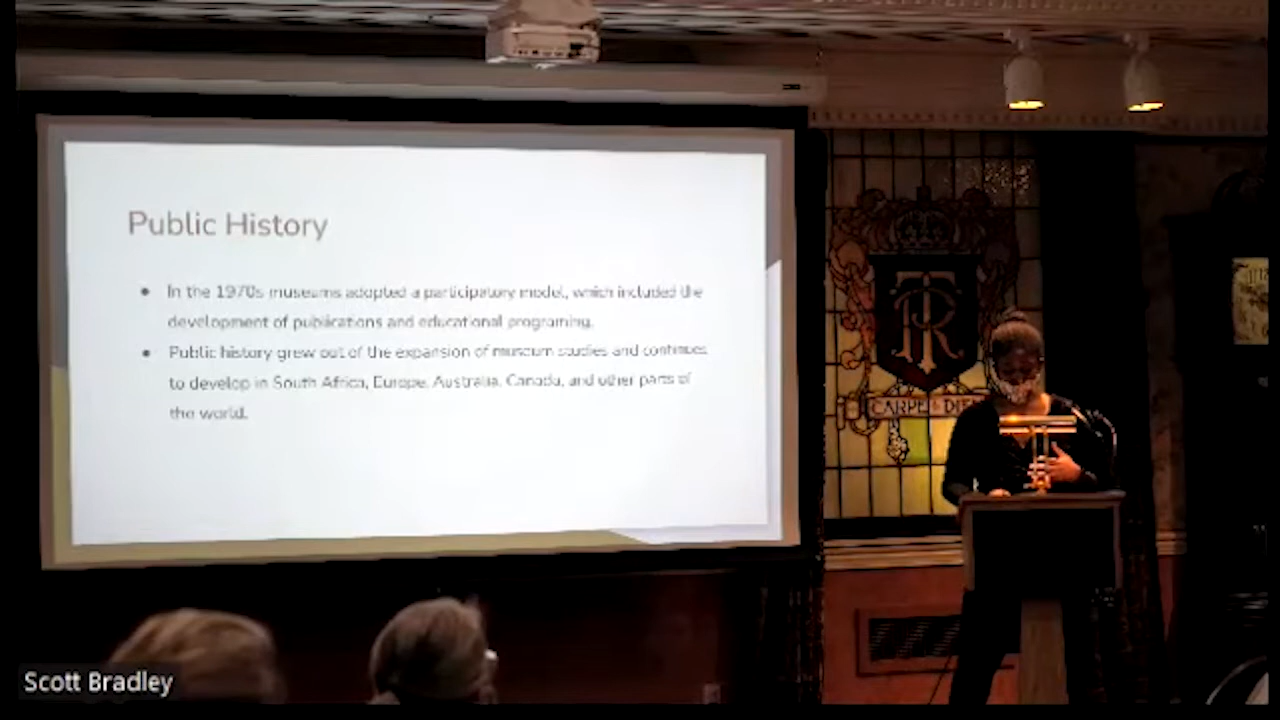 Public History
• In the 1970s museums adopted a participatory model, which included the
development of publications and educational programing.
• Public history grew out of the expansion of museum studies and continues
to develop in South Africa, Europe, Australia, Canada, and other parts of
the world.
TR
CARPE DIEM
Scott Bradley